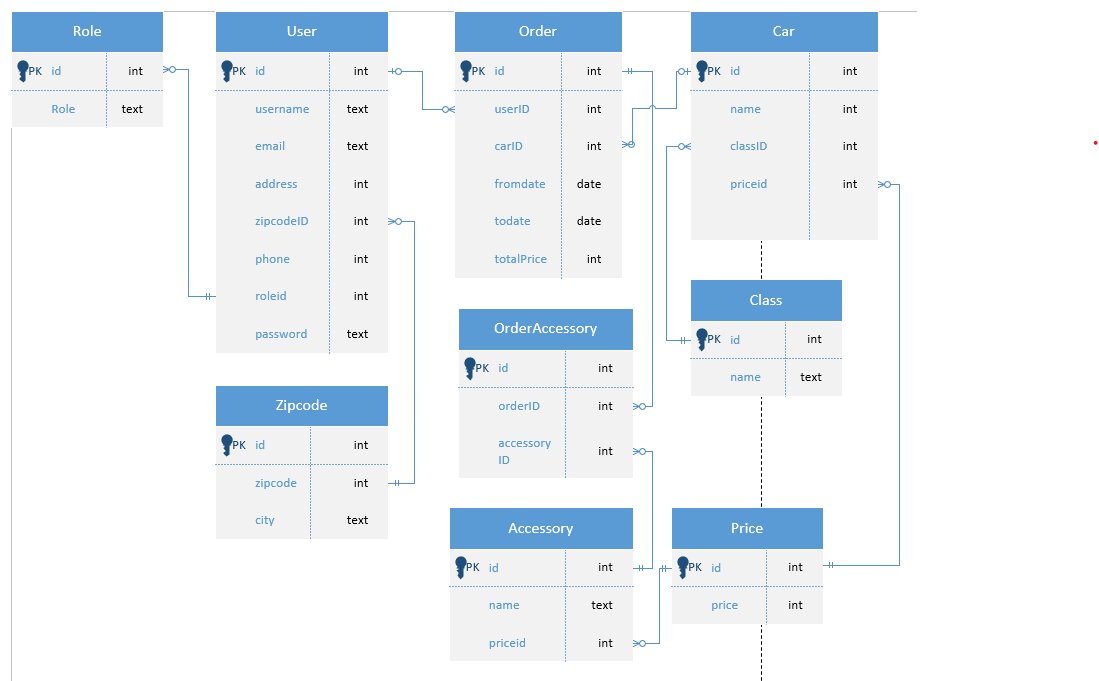 Role
PK id int
Role text
User
PK id int
username text
email text
address int
zipcodeID int
phone int
roleid int
password text
Zipcode
PK id int
zipcode int
city text
Order
PK id int
userID int
carID int
fromdate date
todate date
totalPrice int
OrderAccessory
PK id int
orderID int
accessory
ID int
Accessory
PK id int
name text
priceid int
Car
PK id int
name int
classID int
priceid int
Class
PK id int
name text
Price
PK id int
price int